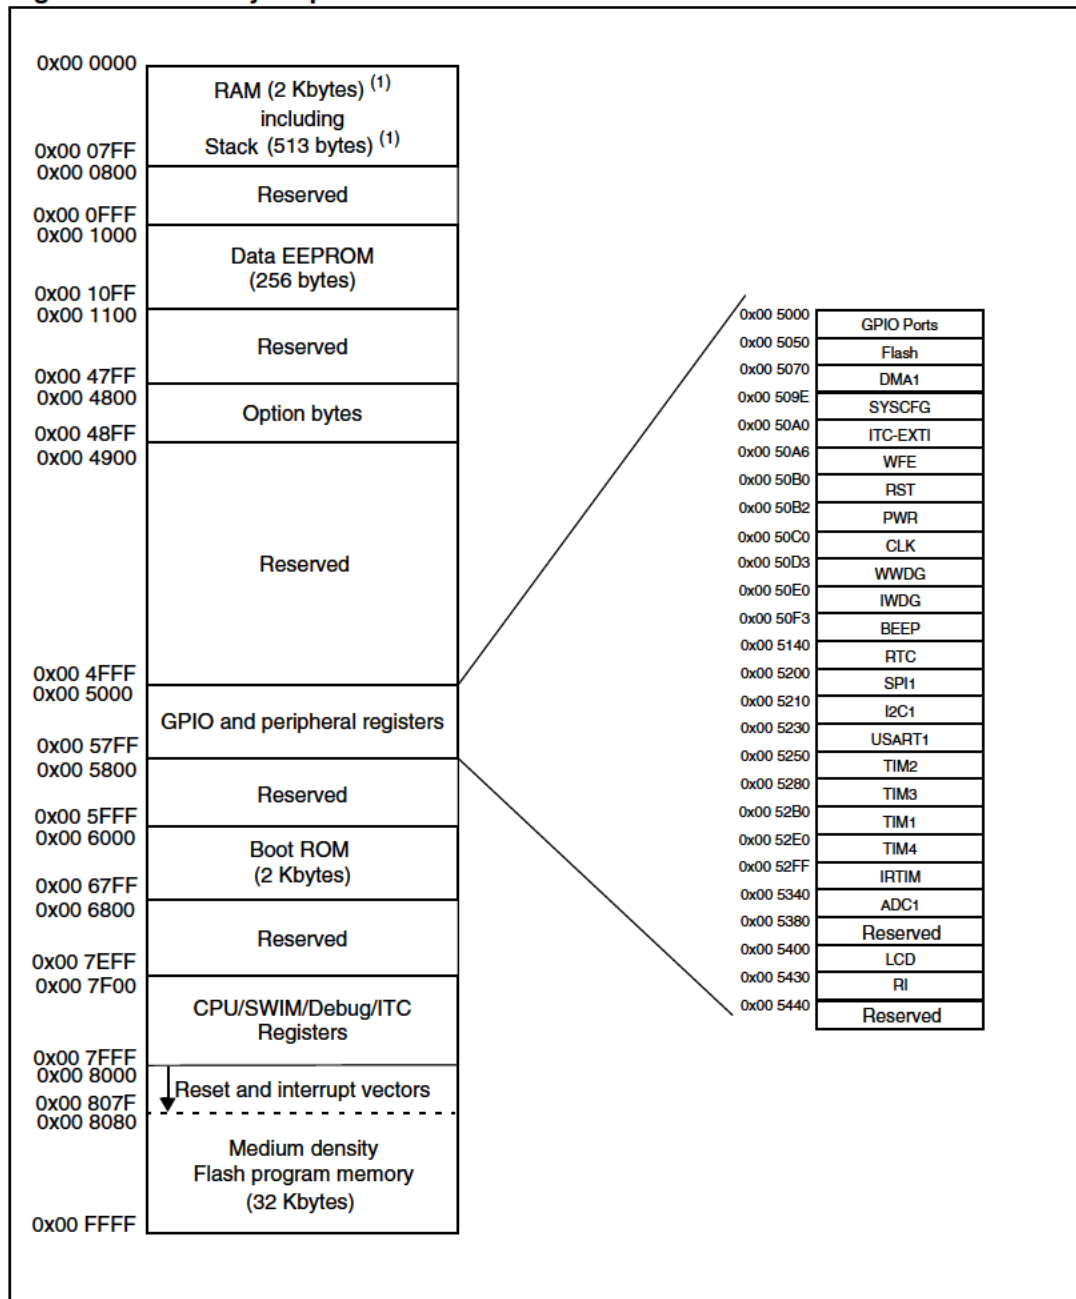 0x00 0000
RAM (2 Kbytes) (1)
including
Stack (513 bytes) (1)
0x00 07FF
0x00 0800
Reserved
0x00 0FFF
0x00 1000
Data EEPROM
(256 bytes)
0x00 10FF
0x00 1100
Reserved
0x00 47FF
0x00 4800
Option bytes
0x00 48FF
0x00 4900
Reserved
0x00 4FFF
0x00 5000
GPIO and peripheral registers
0x00 57FF
0x00 5800
Reserved
0x00 5FFF
0x00 6000
Boot ROM
(2 Kbytes)
0x00 67FF
0x00 6800
Reserved
0x00 7EFF
0x00 7F00
CPU/SWIM/Debug/ITC
Registers
0x00 7FFF
0x00 8000
Reset and interrupt vectors
0x00 807F
0x00 8080
Medium density
Flash program memory
(32 Kbytes)
0x00 FFFF
0x00 5000
GPIO Ports
0x00 5050
Flash
0x00 5070
DMA1
0x00 509E
SYSCFG
0x00 50A0
ITC-EXTI
0x00 50A6
WFE
0x00 50B0
RST
0x00 50B2
PWR
0x00 50C0
CLK
0x00 50D3
WWDG
0x00 50E0
IWDG
0x00 50F3
BEEP
0x00 5140
RTC
0x00 5200
SPI1
0x00 5210
I2C1
0x00 5230
USART1
0x00 5250
TIM2
0x00 5280
TIM3
0x00 52B0
TIM1
0x00 52E0
TIM4
0x00 52FF
IRTIM
0x00 5340
ADC1
0x00 5380
Reserved
0x00 5400
LCD
0x00 5430
RI
0x00 5440
Reserved